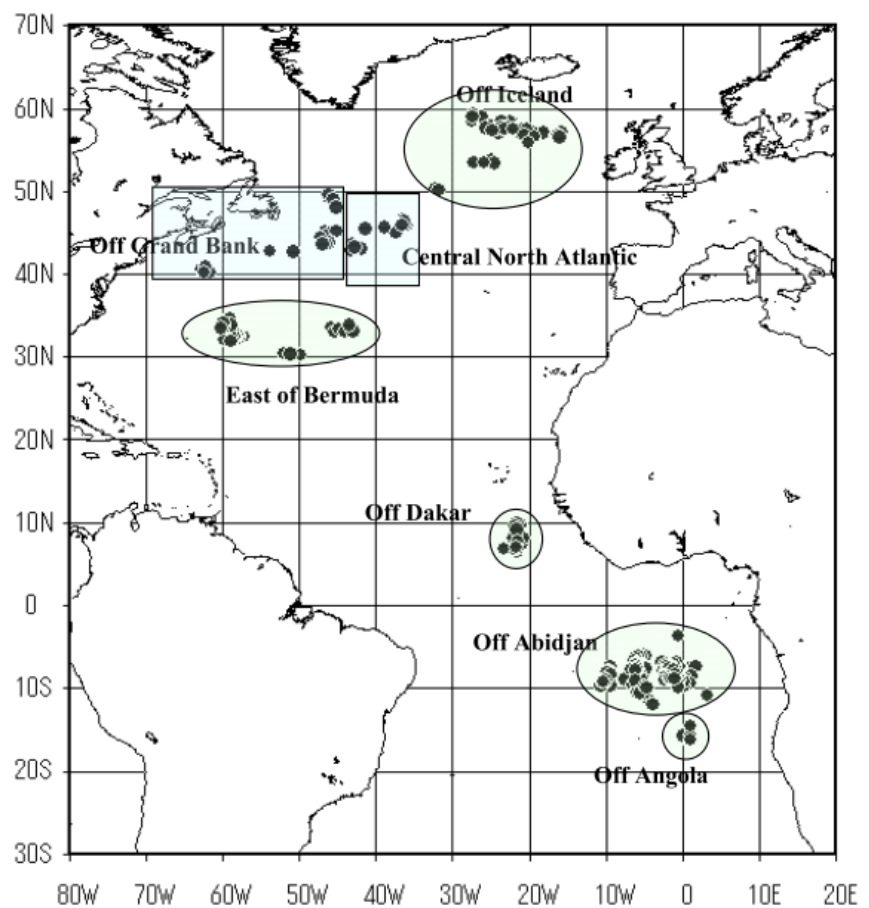 70N
Off Iceland
60N
50N
Off Grand Bank
Central North Atlantic
40N
30N
East of Bermuda
20N
Off Dakar
10N
0
Off Abidjan
10S
Off Angola
20S
30S
80W 70W 60W 50W 40W 30W 20W 10W 0 10E 20E